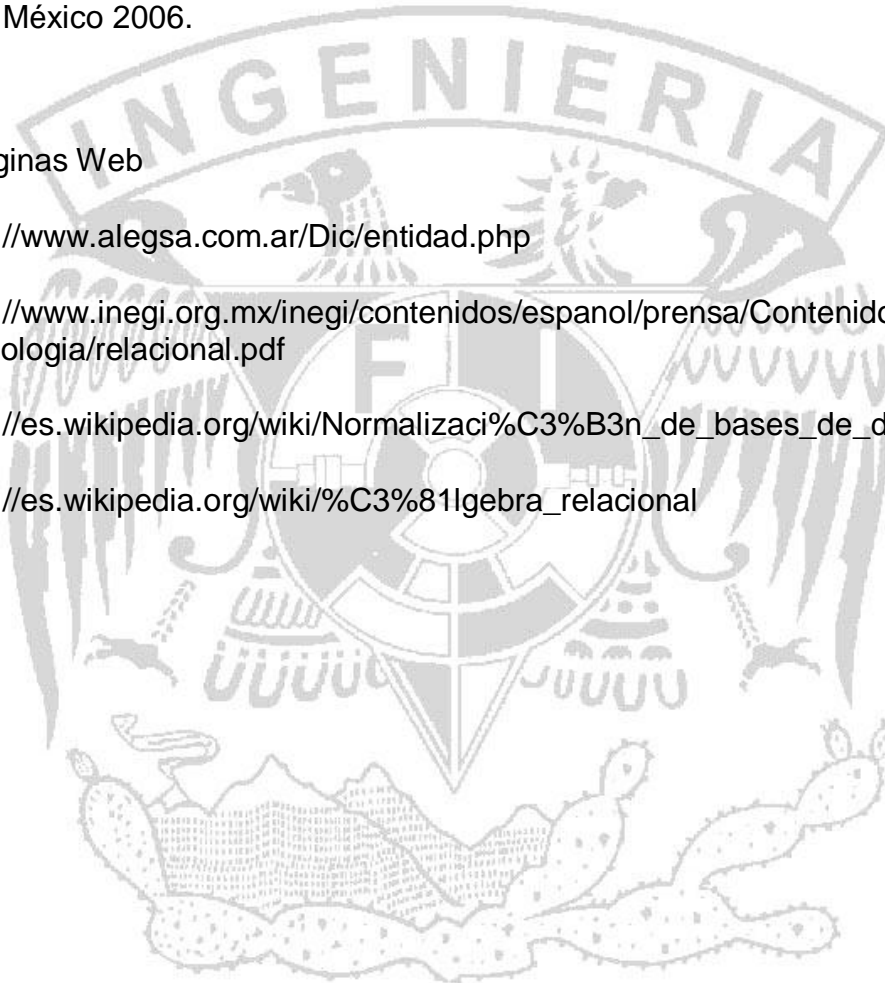 México 2006.
INGENIERIA
ginas Web
//www.alegsa.com.ar/Dic/entidad.php
//www.inegi.org.mx/inegi/contenidos/espanol/prensa/Contenido
ologia/relacional.pdf
F I
//es.wikipedia.org/wiki/Normalizaci%C3%B3n_de_bases_de_d
//es.wikipedia.org/wiki/%C3%81lgebra_relacional